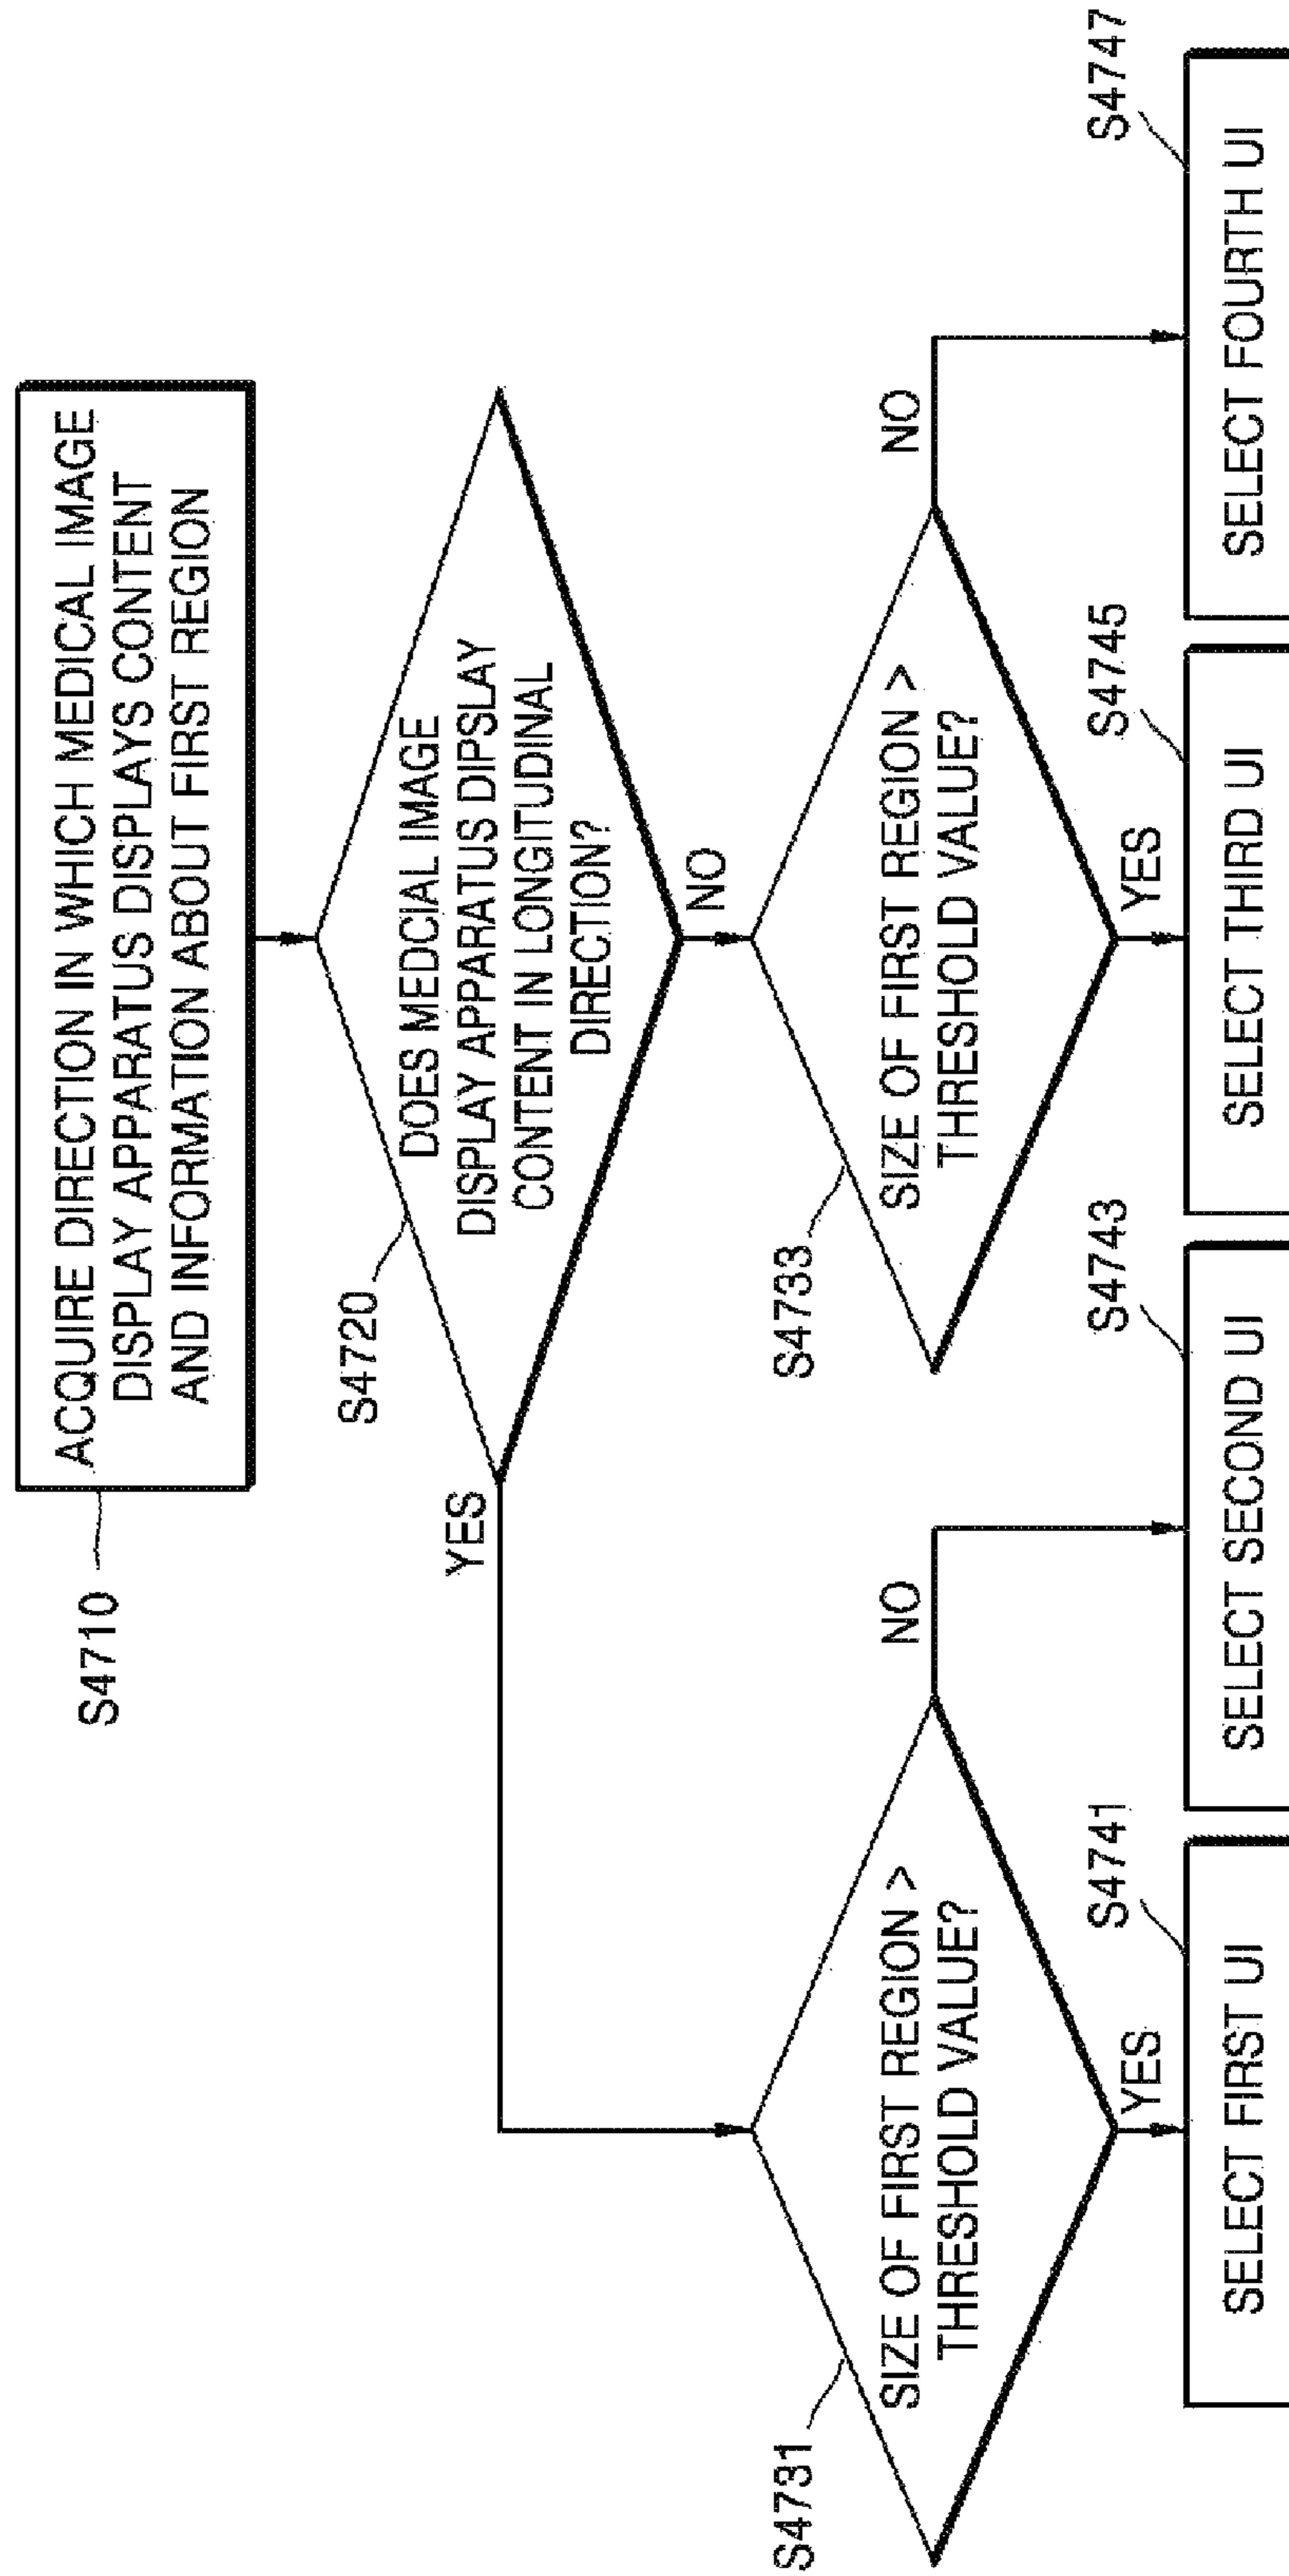 S4710
ACQUIRE DIRECTION IN WHICH MEDICAL IMAGE
DISPLAY APPARATUS DISPLAYS CONTENT
AND INFORMATION ABOUT FIRST REGION
S4720
DOES MEDCIAL IMAGE
DISPLAY APPARATUS DIPSLAY
CONTENT IN LONGITUDINAL
DIRECTION?
YES
NO
S4731
SIZE OF FIRST REGION >
THRESHOLD VALUE?
NO
YES
S4733
SIZE OF FIRST REGION >
THRESHOLD VALUE?
NO
YES
S4741
SELECT FIRST UI
S4743
SELECT SECOND UI
S4745
SELECT THIRD UI
S4747
SELECT FOURTH UI